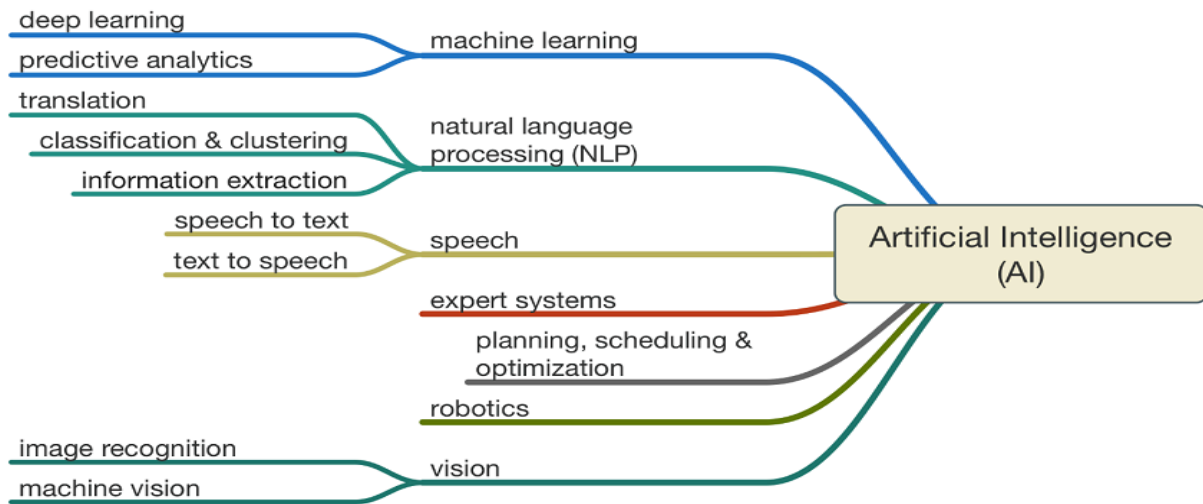 deep learning
predictive analytics
machine learning
translation
classification & clustering
information extraction
natural language
processing (NLP)
speech to text
text to speech
speech
expert systems
planning, scheduling &
optimization
robotics
image recognition
machine vision
vision
Artificial Intelligence
(AI)